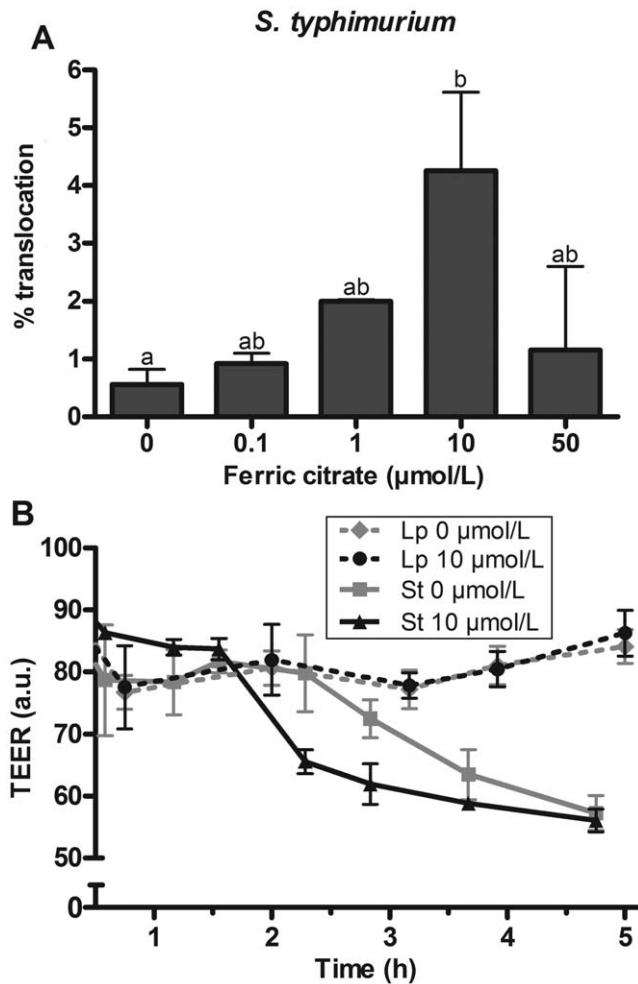 S. typhimurium
A
% translocation
6
5
4
3
2
1
0
a
ab
ab
b
ab
0 0.1 1 10 50
Ferric citrate (µmol/L)
B
Lp 0 µmol/L
Lp 10 µmol/L
St 0 µmol/L
St 10 µmol/L
TEER (a.u.)
100
90
80
70
60
50
0
1 2 3 4 5
Time (h)